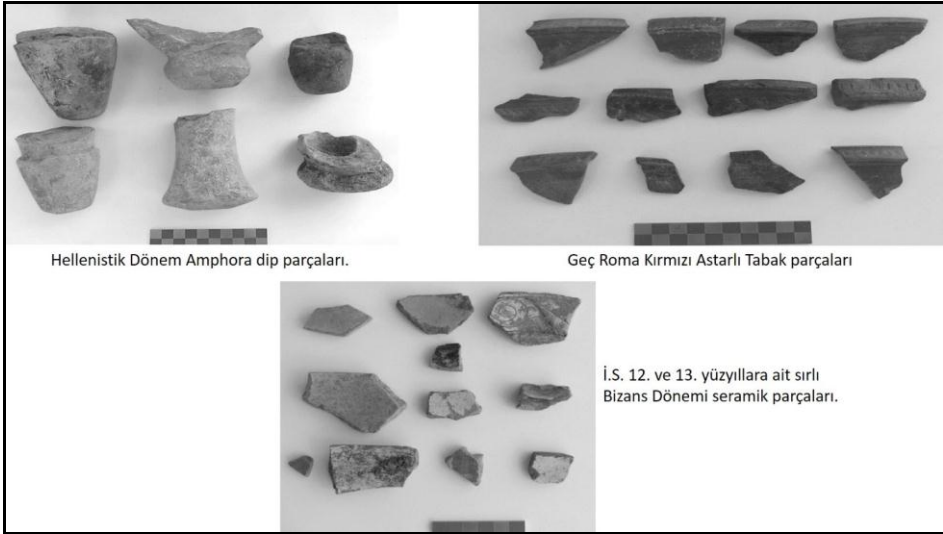 Hellenistik Dönem Amphora dip parçaları.
Geç Roma Kırmızı Astarlı Tabak parçaları
İ.S. 12. ve 13. yüzyıllara ait sırlı
Bizans Dönemi seramik parçaları.